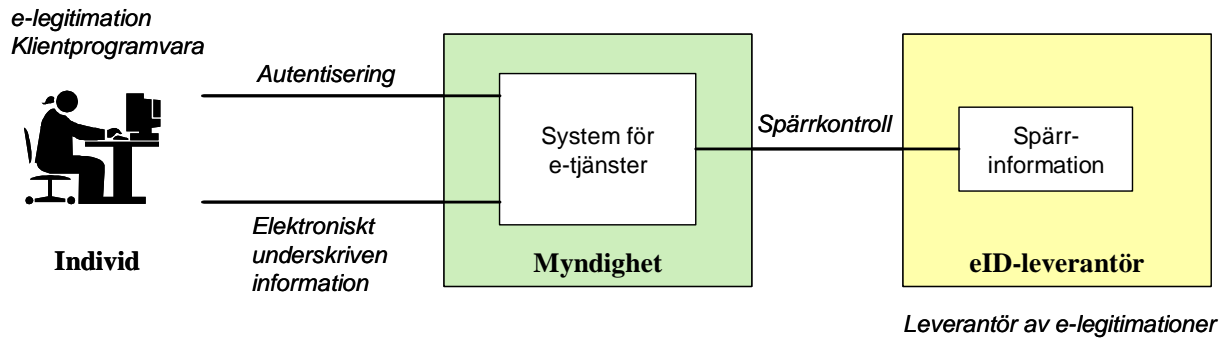 e-legitimation
Klientprogramvara
Autentisering
Elektroniskt
underskriven
information
Individ
System för
e-tjänster
Myndighet
Spärrkontroll
Spärr-
information
eID-leverantör
Leverantör av e-legitimationer